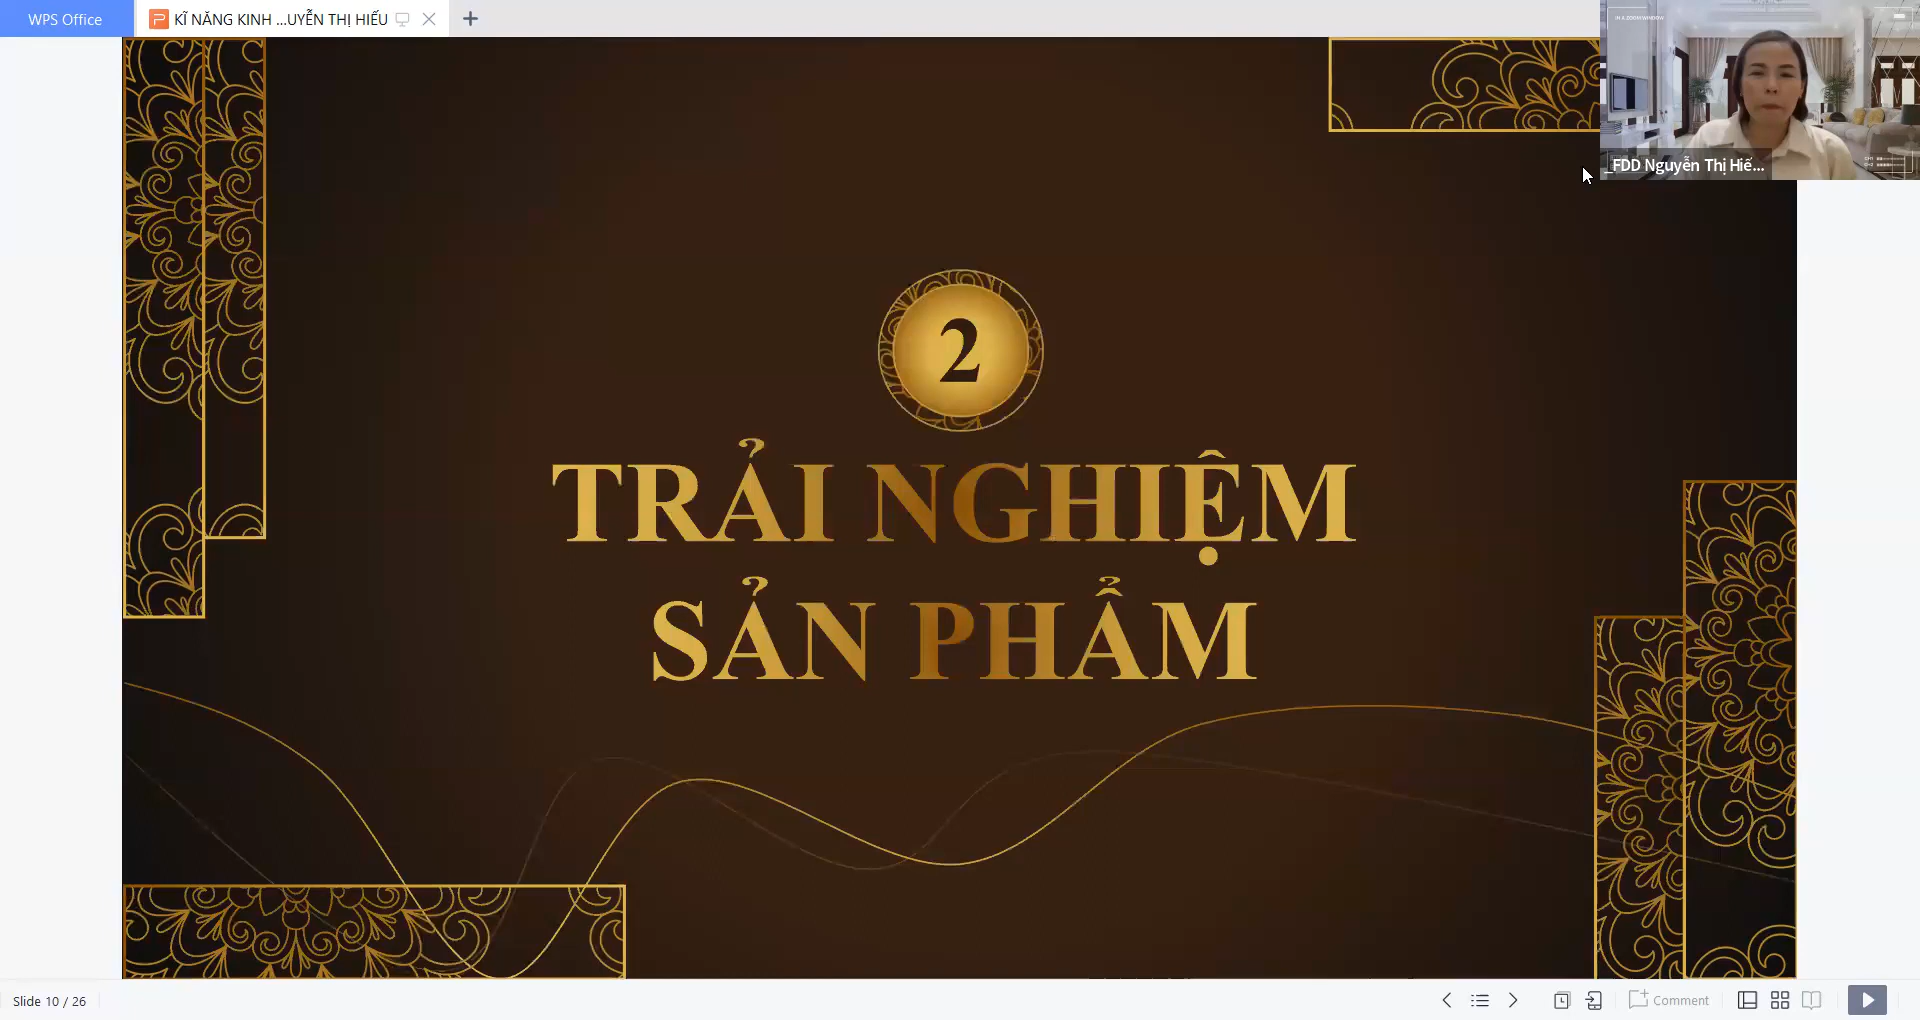 WPS Office
KĨ NĂNG KINH ...UYỄN THỊ HIẾU
_FDD Nguyễn Thị Hiế...
2
TRẢI NGHIỆM
SẢN PHẨM
Slide 10 / 26
Comment